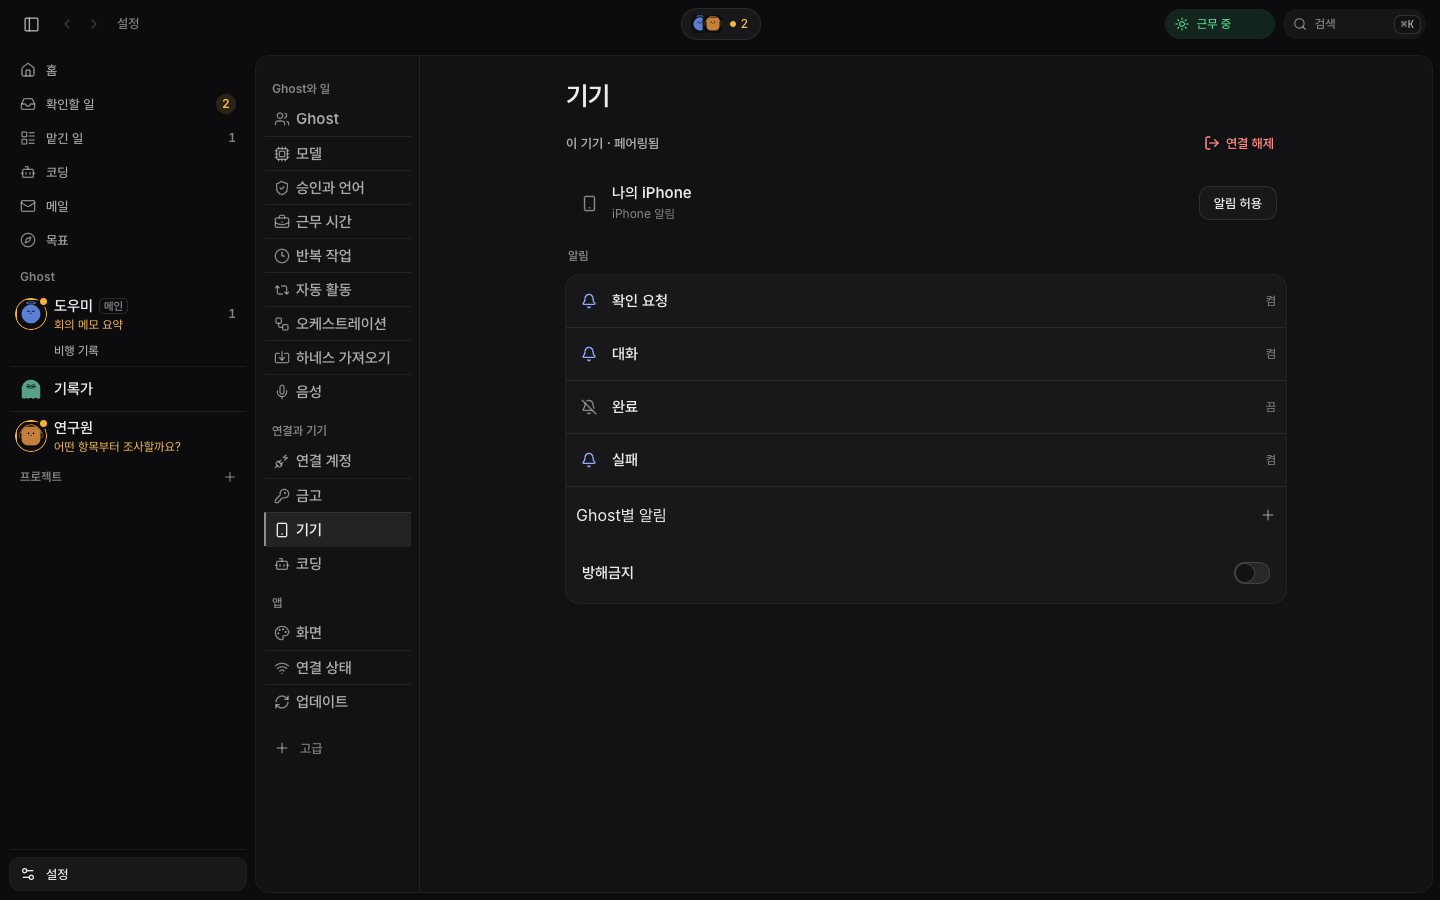 설정
2
근무 중
검색
⌘K
홈
확인할 일
2
맡긴 일
1
코딩
메일
목표
Ghost
도우미
메인
회의 메모 요약
1
비행 기록
기록가
연구원
어떤 항목부터 조사할까요?
프로젝트
설정
Ghost와 일
Ghost
모델
승인과 언어
근무 시간
반복 작업
자동 활동
오케스트레이션
하네스 가져오기
음성
연결과 기기
연결 계정
금고
기기
코딩
앱
화면
연결 상태
업데이트
고급
기기
이 기기 · 페어링됨
연결 해제
나의 iPhone
iPhone 알림
알림 허용
알림
확인 요청
켬
대화
켬
완료
끔
실패
켬
Ghost별 알림
방해금지